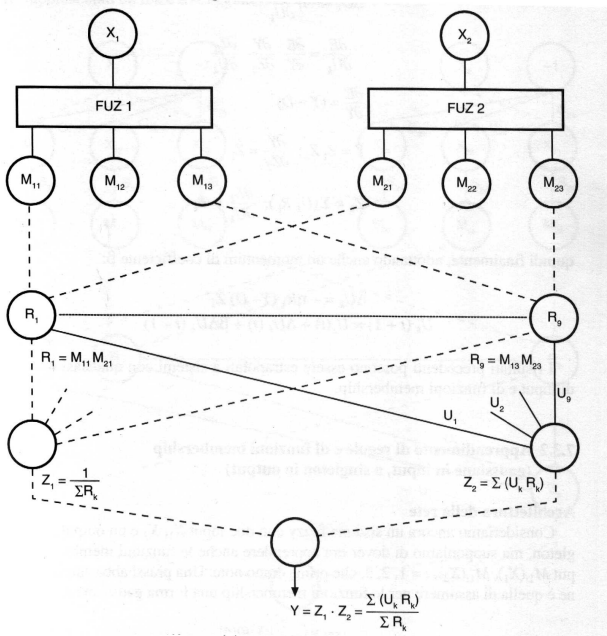 X₁
X₂
FUZ 1
FUZ 2
M₁₁
M₁₂
M₁₃
M₂₁
M₂₂
M₂₃
R₁
R₉
R₁ = M₁₁ M₂₁
R₉ = M₁₃ M₂₃
U₁
U₂
U₉
Z₁ = 1 / ΣRₖ
Z₂ = Σ (Uₖ Rₖ)
Y = Z₁ · Z₂ = Σ (Uₖ Rₖ) / Σ Rₖ